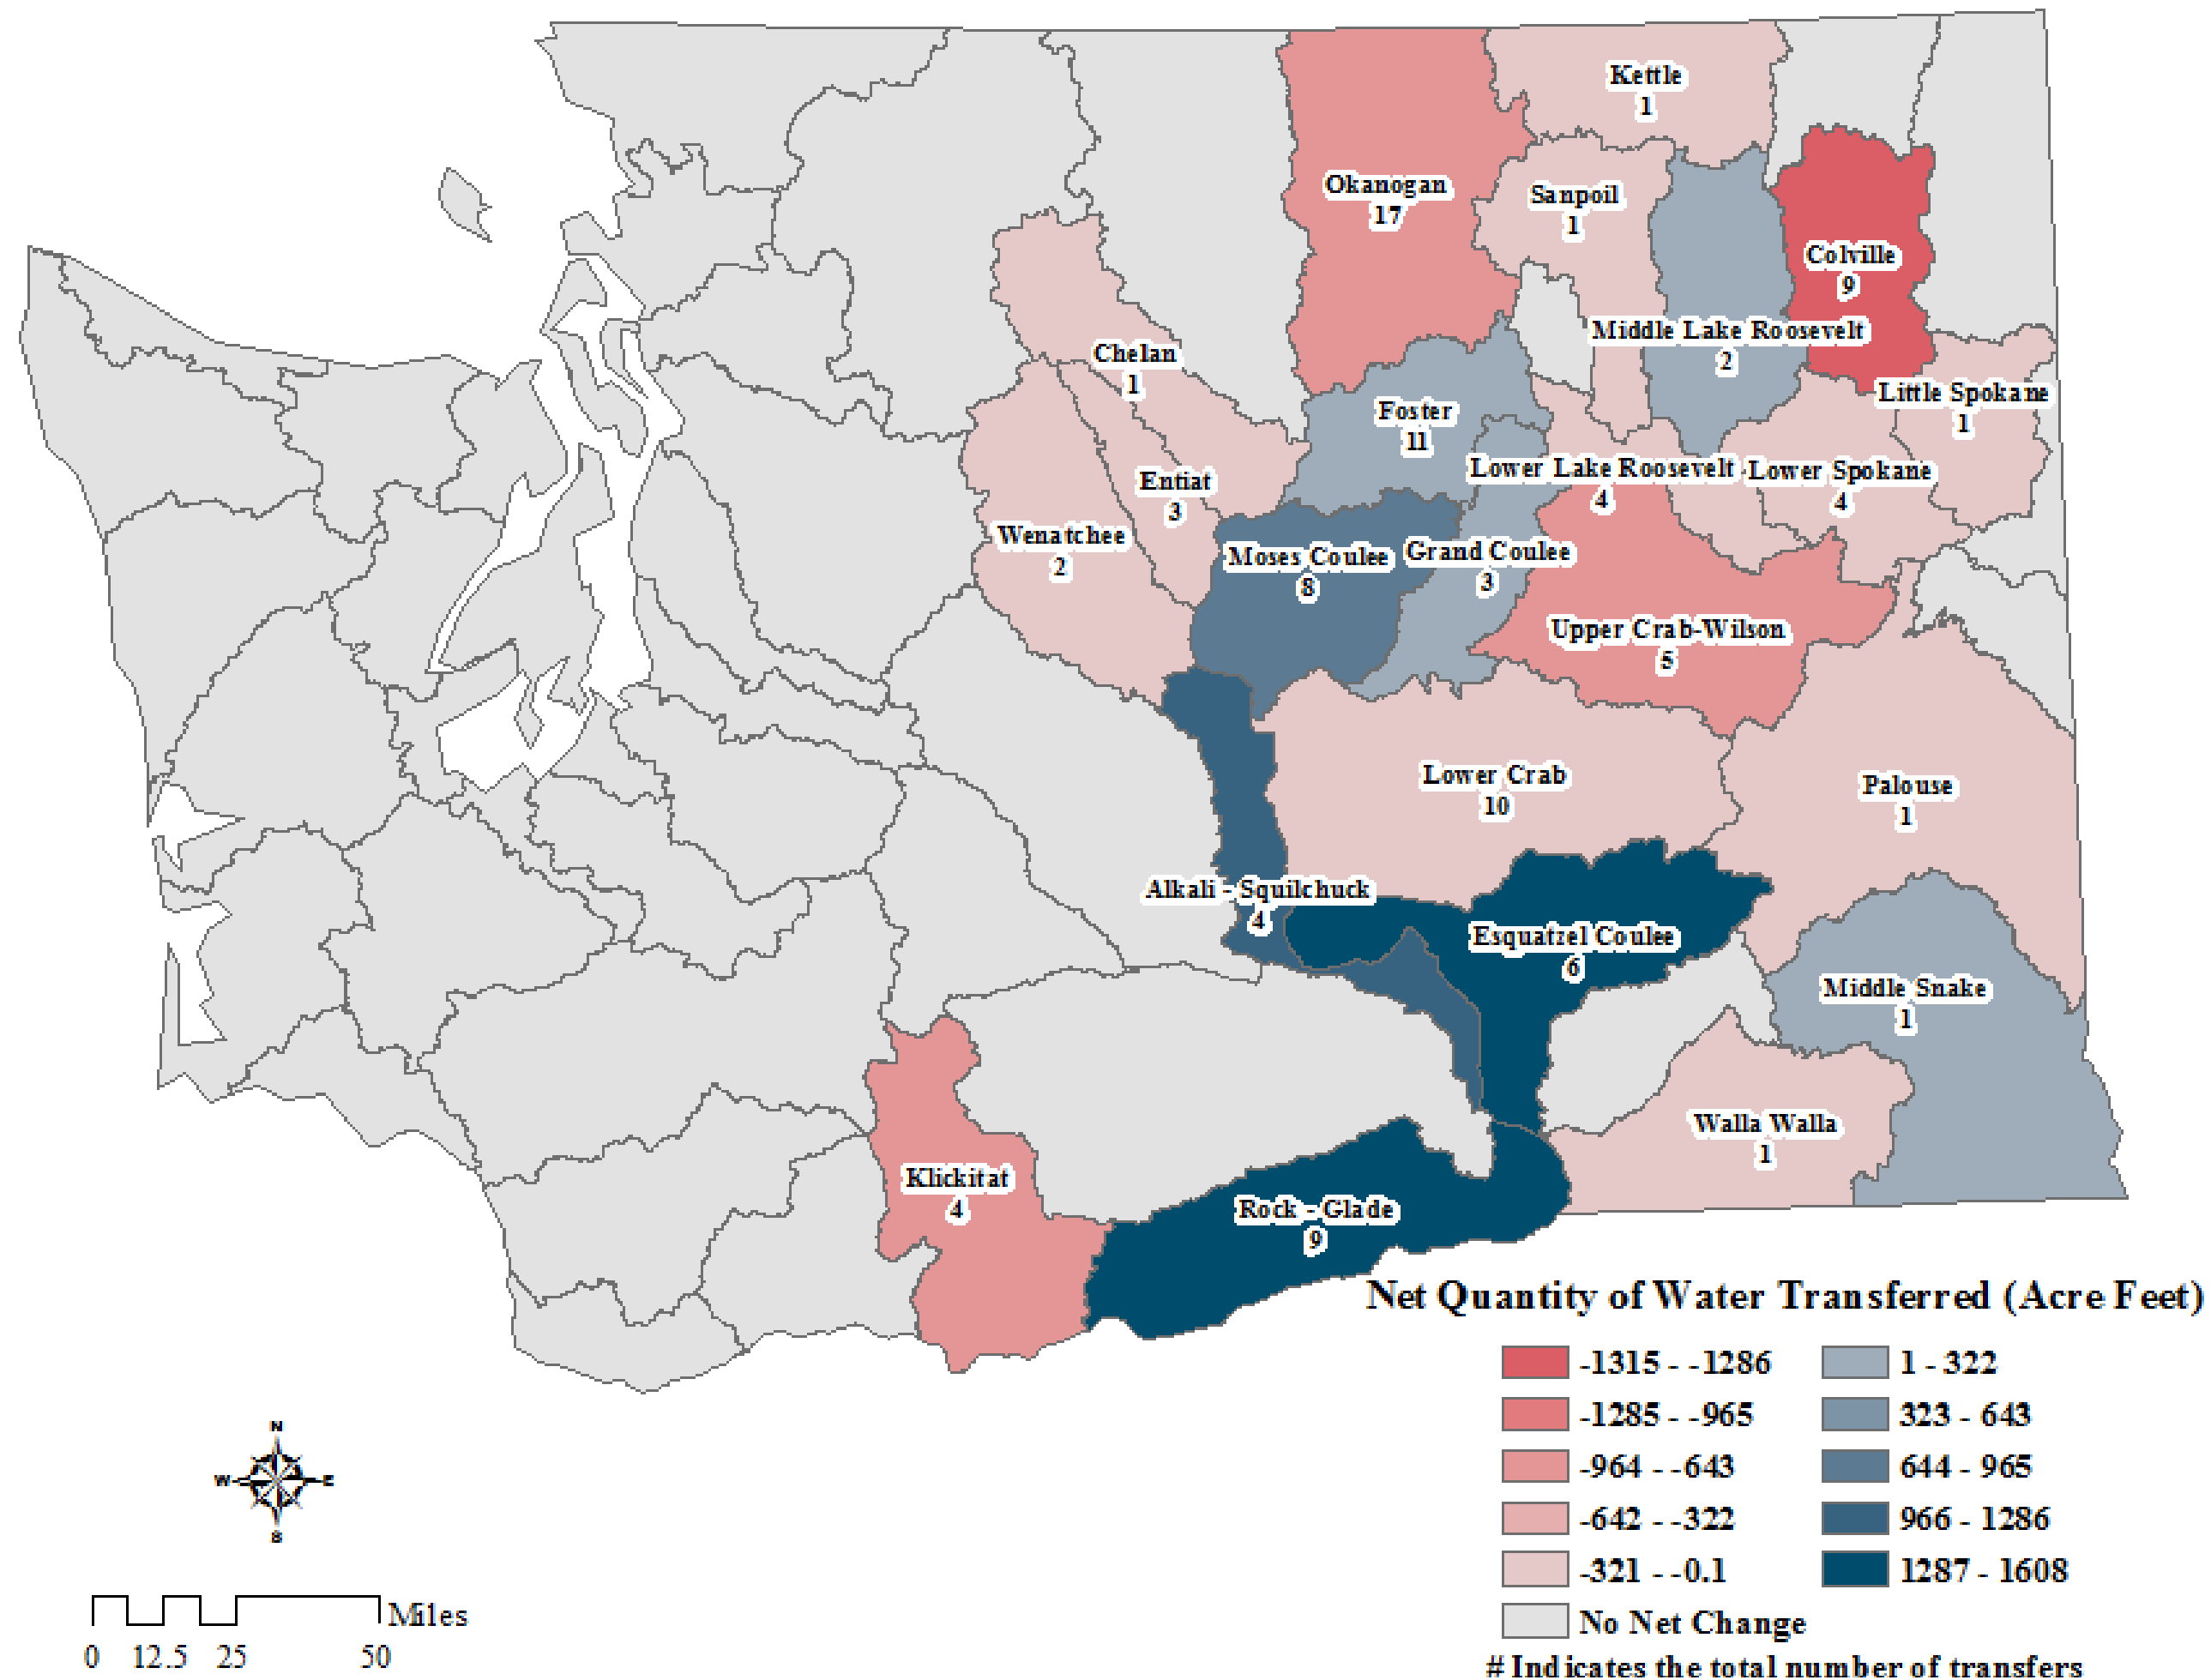 Kettle
1
Okanogan
17
Sanpoil
1
Colville
9
Middle Lake Roosevelt
2
Chelan
1
Little Spokane
1
Foster
11
Lower Lake Roosevelt
4
Lower Spokane
4
Entiat
3
Wenatchee
2
Moses Coulee
8
Grand Coulee
3
Upper Crab-Wilson
5
Lower Crab
10
Palouse
1
Alkali - Squilchuck
4
Esquatzel Coulee
6
Middle Snake
1
Walla Walla
1
Klickitat
4
Rock - Glade
9
Net Quantity of Water Transferred (Acre Feet)
-1315 - -1286
1 - 322
-1285 - -965
323 - 643
-964 - -643
644 - 965
-642 - -322
966 - 1286
-321 - -0.1
1287 - 1608
No Net Change
# Indicates the total number of transfers
N
W E
S
Miles
0 12.5 25 50